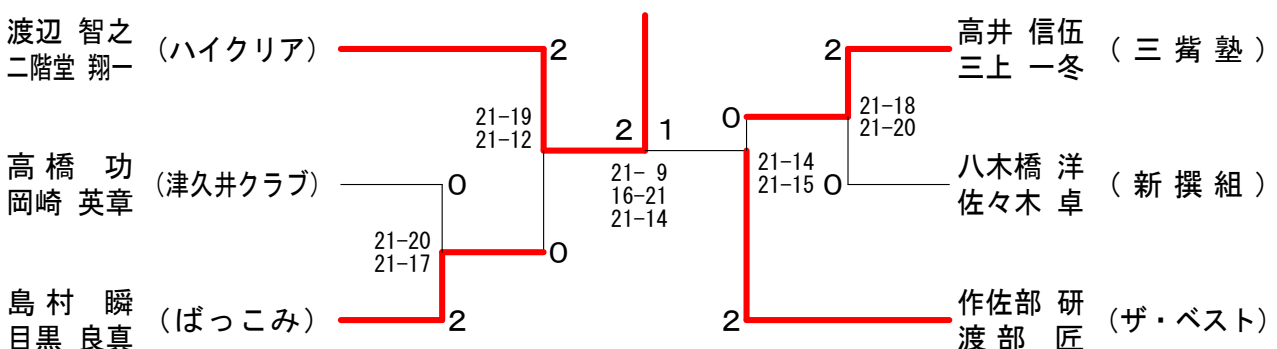 渡辺 智之
二階堂 翔一
(ハイクリア)
2
21-19
21-12
高橋 功
岡崎 英章
(津久井クラブ)
0
21-20
21-17
0
島村 瞬
目黒 良真
(ばっこみ)
2
2 1
21- 9
16-21
21-14
高井 信伍
三上 一冬
(三觜塾)
2
0
21-18
21-20
八木橋 洋
佐々木 卓
(新撰組)
0
21-14
21-15
作佐部 研
渡部 匠
(ザ・ベスト)
2